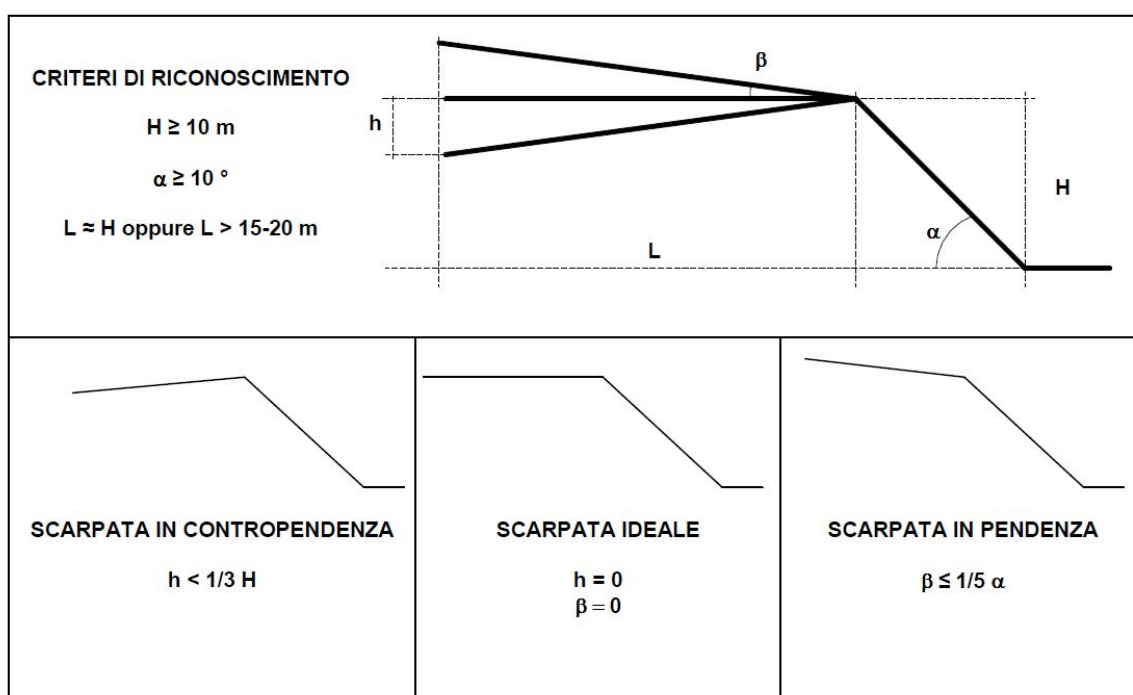 CRITERI DI RICONOSCIMENTO
H ≥ 10 m
α ≥ 10 °
L ≈ H oppure L > 15-20 m
β
h
H
α
L
SCARPATA IN CONTROPENDENZA
h < 1/3 H
SCARPATA IDEALE
h = 0
β = 0
SCARPATA IN PENDENZA
β ≤ 1/5 α